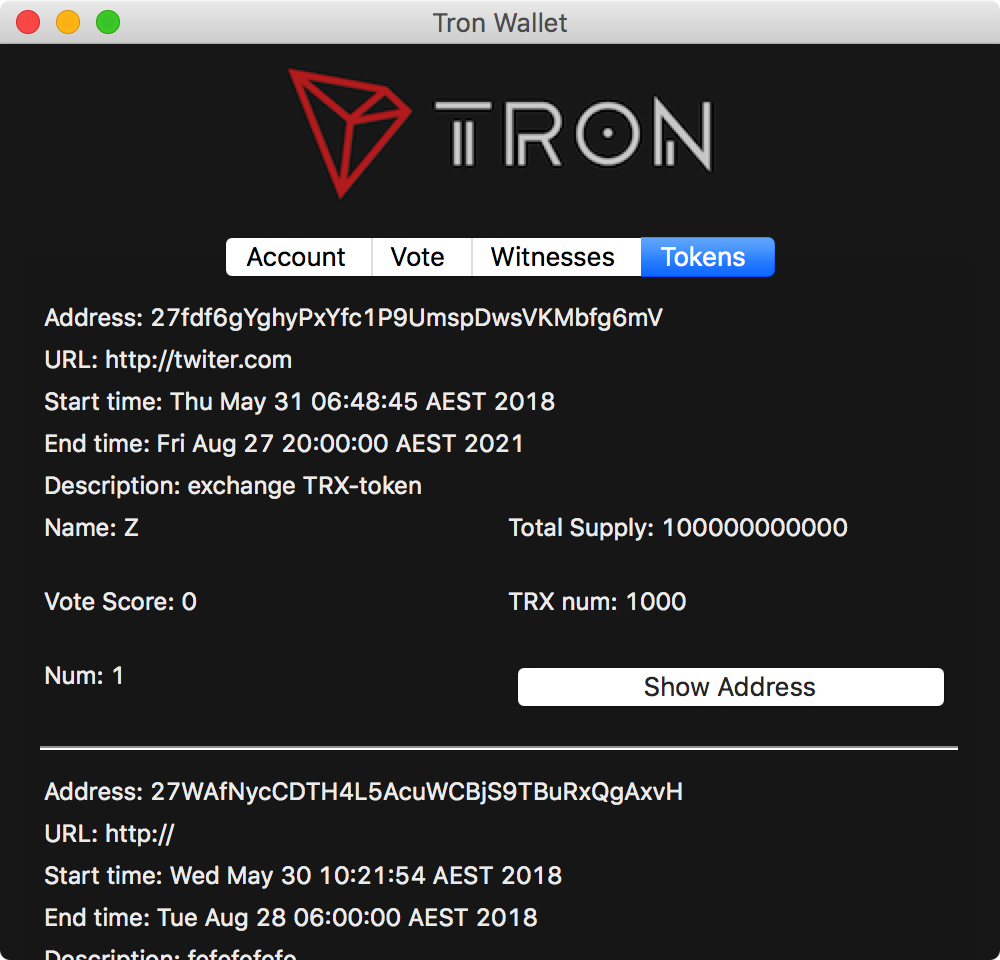 Tron Wallet
TRON
Account Vote Witnesses Tokens
Address: 27fdf6gYghyPxYfc1P9UmspDwsVKMbfg6mV
URL: http://twiter.com
Start time: Thu May 31 06:48:45 AEST 2018
End time: Fri Aug 27 20:00:00 AEST 2021
Description: exchange TRX-token
Name: Z Total Supply: 100000000000
Vote Score: 0 TRX num: 1000
Num: 1 Show Address
Address: 27WAfNycCDTH4L5AcuWCBjS9TBuRxQgAxvH
URL: http://
Start time: Wed May 30 10:21:54 AEST 2018
End time: Tue Aug 28 06:00:00 AEST 2018
Description: